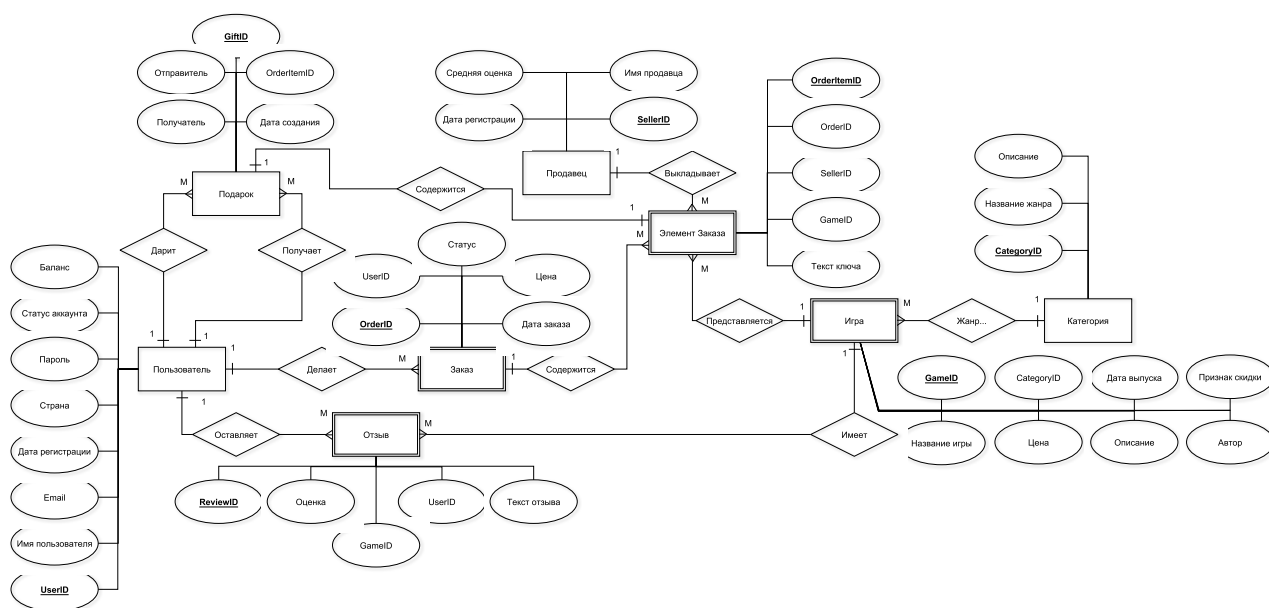 GiftID
Отправитель
OrderItemID
Получатель
Дата создания
Средняя оценка
Имя продавца
Дата регистрации
SellerID
OrderItemID
OrderID
SellerID
GameID
Текст ключа
Описание
Название жанра
CategoryID
1
Подарок
1
Содержится
Продавец
1
Выкладывает
M
M
M
1
M
Элемент Заказа
M
Дарит
Получает
Статус
UserID
Цена
OrderID
Дата заказа
Баланс
Статус аккаунта
Пароль
Страна
Дата регистрации
Email
Имя пользователя
UserID
1
1
Пользователь
1
1
Делает
M
Заказ
1
Содержится
Представляется
1
Игра
M
Жанр...
1
Категория
1
GameID
CategoryID
Дата выпуска
Признак скидки
Название игры
Цена
Описание
Автор
Оставляет
M
Отзыв
M
Имеет
ReviewID
Оценка
UserID
Текст отзыва
GameID